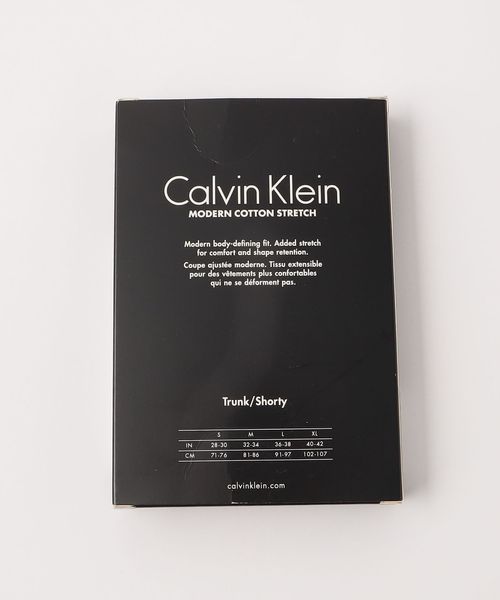 Calvin Klein
MODERN COTTON STRETCH
Modern body-defining fit. Added stretch
for comfort and shape retention.
Coupe ajustée moderne. Tissu extensible
pour des vêtements plus confortables
qui ne se déforment pas.
Trunk/Shorty
S M L XL
IN 28-30 32-34 36-38 40-42
CM 71-76 81-86 91-97 102-107
calvinklein.com